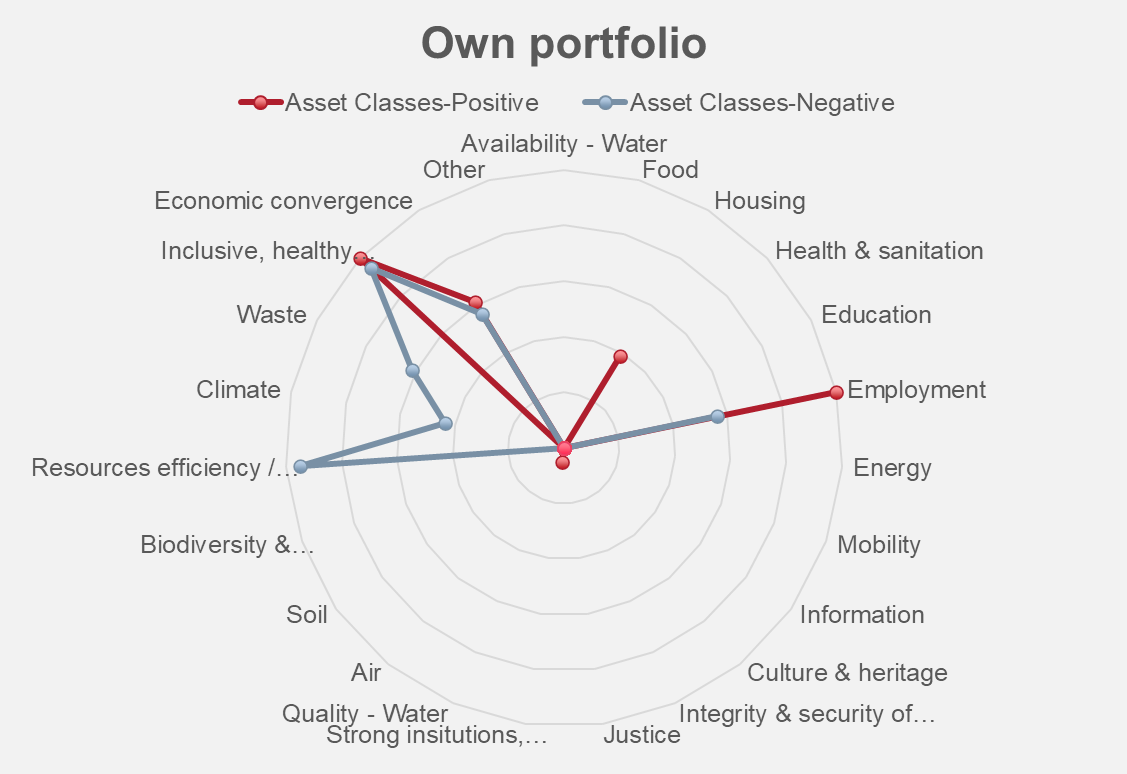 Own portfolio
Asset Classes-Positive
Asset Classes-Negative
Availability - Water
Food
Housing
Health & sanitation
Education
Employment
Energy
Mobility
Information
Culture & heritage
Integrity & security of…
Justice
Strong insitutions,…
Quality - Water
Air
Soil
Biodiversity &…
Resources efficiency /…
Climate
Waste
Inclusive, healthy…
Economic convergence
Other